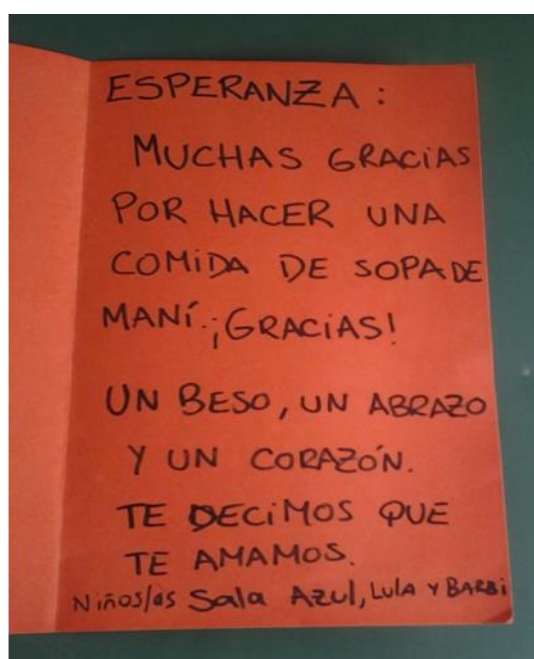 ESPERANZA :
MUCHAS GRACiAS
POR HACER UNA
COMiDA DE SOPA DE
MANÍ. ¡GRACiAS!
UN BESO, UN ABRAZO
Y UN CORAZÓN.
TE DECiMOS QUE
TE AMAMOS.
Niños/as Sala Azul, LulA Y BARBi